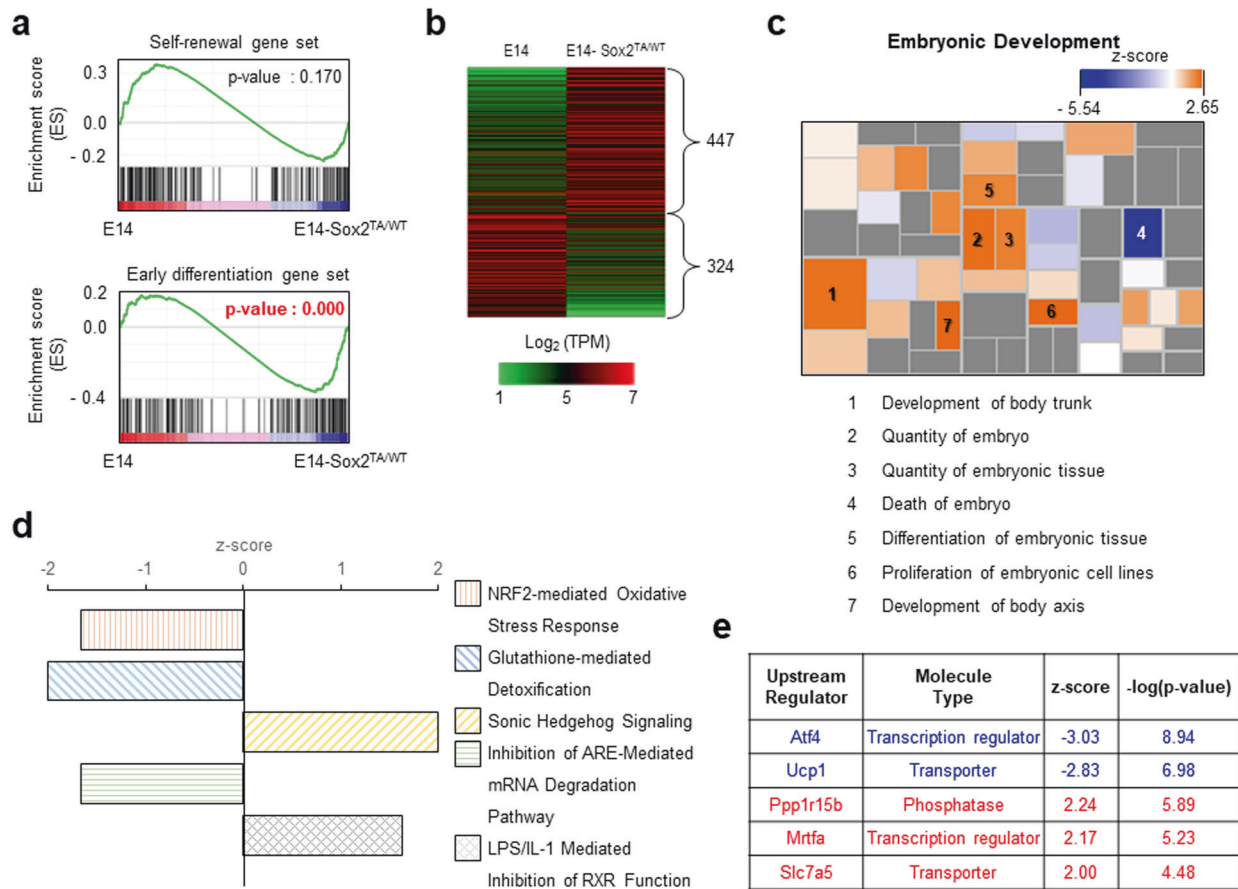 a
Self-renewal gene set
p-value : 0.170
Enrichment score
(ES)
0.3
0.0
- 0.2
E14
E14-Sox2TA/WT
Early differentiation gene set
p-value : 0.000
Enrichment score
(ES)
0.2
0.0
- 0.4
E14
E14-Sox2TA/WT
b
E14
E14- Sox2TA/WT
447
324
Log2 (TPM)
1 5 7
c
Embryonic Development
z-score
- 5.54 2.65
5
2 3 4
1
7 6
1 Development of body trunk
2 Quantity of embryo
3 Quantity of embryonic tissue
4 Death of embryo
5 Differentiation of embryonic tissue
6 Proliferation of embryonic cell lines
7 Development of body axis
d
z-score
-2 -1 0 1 2
NRF2-mediated Oxidative
Stress Response
Glutathione-mediated
Detoxification
Sonic Hedgehog Signaling
Inhibition of ARE-Mediated
mRNA Degradation
Pathway
LPS/IL-1 Mediated
Inhibition of RXR Function
e
Upstream Regulator Molecule Type z-score -log(p-value)
Atf4 Transcription regulator -3.03 8.94
Ucp1 Transporter -2.83 6.98
Ppp1r15b Phosphatase 2.24 5.89
Mrtfa Transcription regulator 2.17 5.23
Slc7a5 Transporter 2.00 4.48